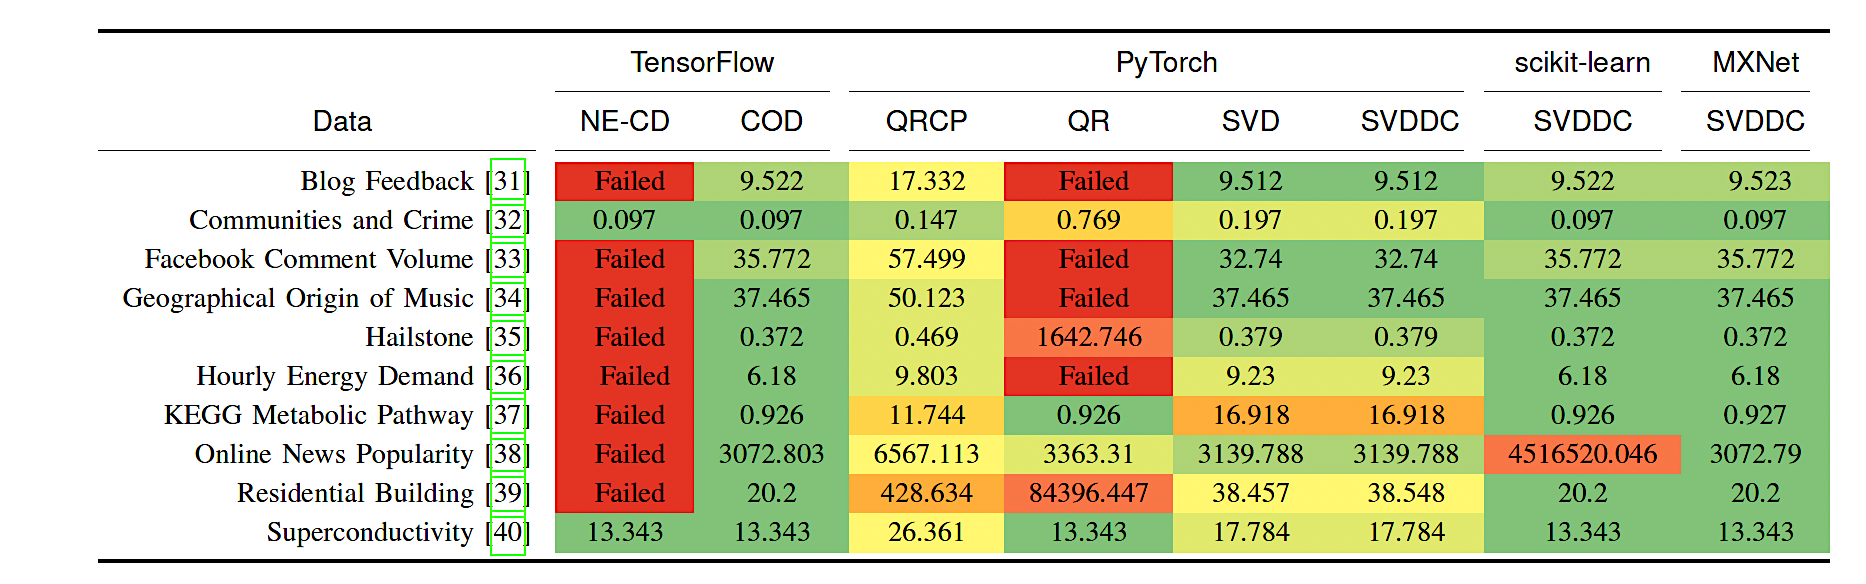 TensorFlow PyTorch scikit-learn MXNet
Data NE-CD COD QRCP QR SVD SVDDC SVDDC SVDDC
Blog Feedback [31] Failed 9.522 17.332 Failed 9.512 9.512 9.522 9.523
Communities and Crime [32] 0.097 0.097 0.147 0.769 0.197 0.197 0.097 0.097
Facebook Comment Volume [33] Failed 35.772 57.499 Failed 32.74 32.74 35.772 35.772
Geographical Origin of Music [34] Failed 37.465 50.123 Failed 37.465 37.465 37.465 37.465
Hailstone [35] Failed 0.372 0.469 1642.746 0.379 0.379 0.372 0.372
Hourly Energy Demand [36] Failed 6.18 9.803 Failed 9.23 9.23 6.18 6.18
KEGG Metabolic Pathway [37] Failed 0.926 11.744 0.926 16.918 16.918 0.926 0.927
Online News Popularity [38] Failed 3072.803 6567.113 3363.31 3139.788 3139.788 4516520.046 3072.79
Residential Building [39] Failed 20.2 428.634 84396.447 38.457 38.548 20.2 20.2
Superconductivity [40] 13.343 13.343 26.361 13.343 17.784 17.784 13.343 13.343